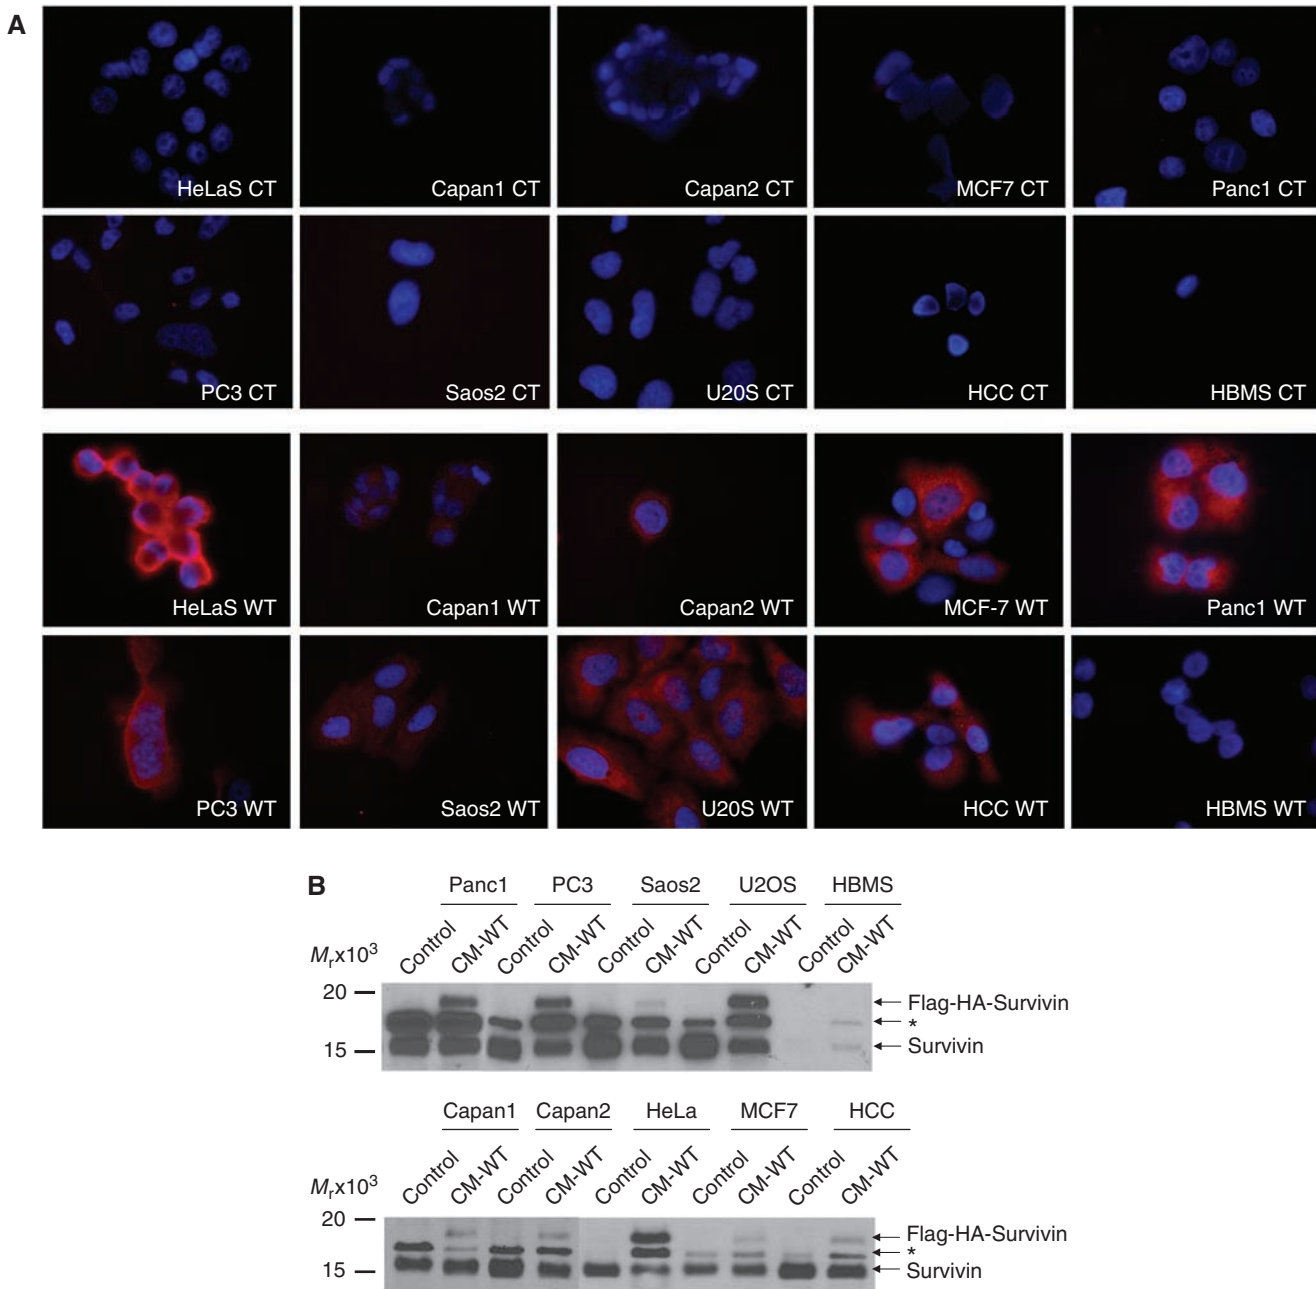 A
HeLaS CT
Capan1 CT
Capan2 CT
MCF7 CT
Panc1 CT
PC3 CT
Saos2 CT
U20S CT
HCC CT
HBMS CT
HeLaS WT
Capan1 WT
Capan2 WT
MCF-7 WT
Panc1 WT
PC3 WT
Saos2 WT
U20S WT
HCC WT
HBMS WT
B
Panc1 PC3 Saos2 U2OS HBMS
Control CM-WT Control CM-WT Control CM-WT Control CM-WT Control CM-WT
Mrx10³
20
15
Flag-HA-Survivin
*
Survivin
Capan1 Capan2 HeLa MCF7 HCC
Control CM-WT Control CM-WT Control CM-WT Control CM-WT Control CM-WT
Mrx10³
20
15
Flag-HA-Survivin
*
Survivin